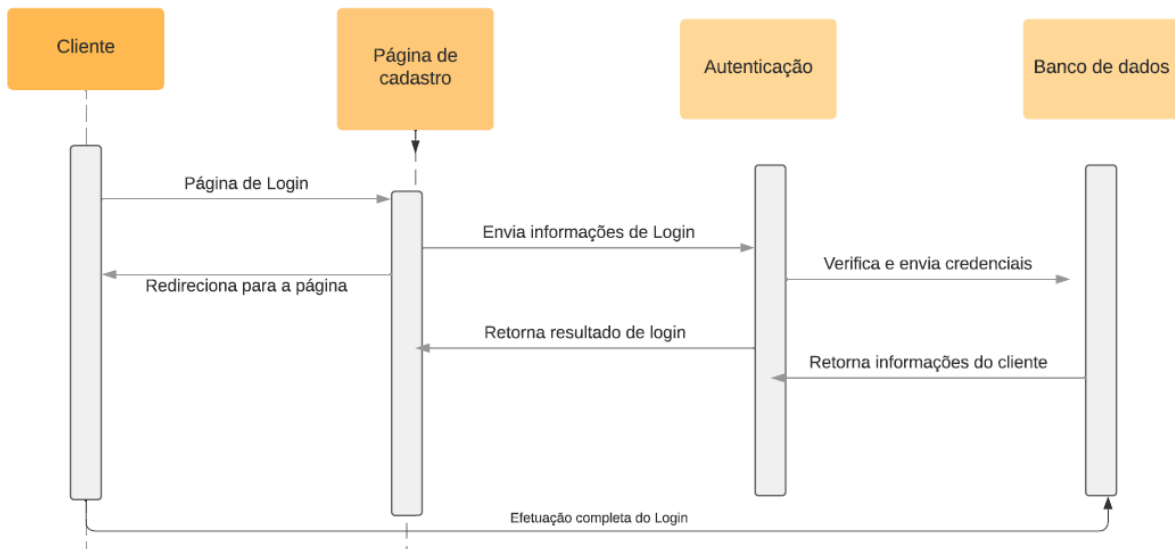 Cliente
Página de
cadastro
Autenticação
Banco de dados
Página de Login
Envia informações de Login
Verifica e envia credenciais
Redireciona para a página
Retorna resultado de login
Retorna informações do cliente
Efetuação completa do Login